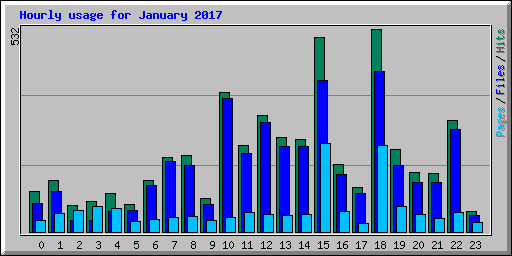 Hourly usage for January 2017
532
Pages / Files / Hits
0 1 2 3 4 5 6 7 8 9 10 11 12 13 14 15 16 17 18 19 20 21 22 23